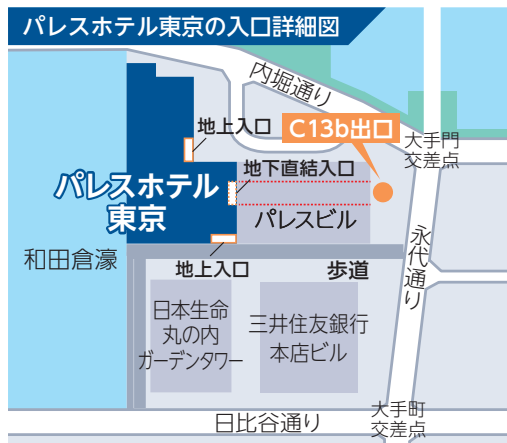 パレスホテル東京の入口詳細図
内堀通り
地上入口
C13b出口
大手門
交差点
地下直結入口
パレスホテル
東京
パレスビル
永代通り
和田倉濠
地上入口
歩道
日本生命
丸の内
ガーデンタワー
三井住友銀行
本店ビル
日比谷通り
大手町
交差点